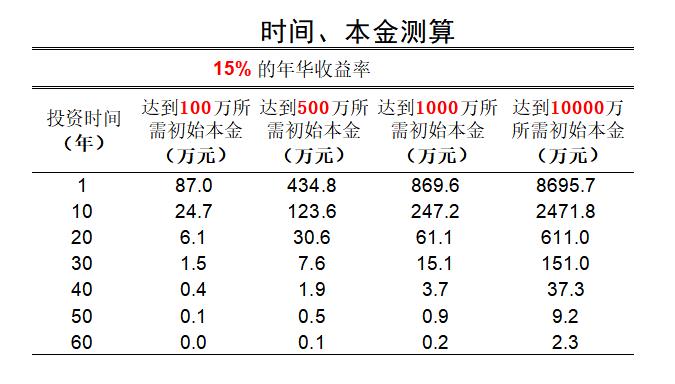 时间、本金测算
15% 的年华收益率
投资时间（年） 达到100万所需初始本金（万元） 达到500万所需初始本金（万元） 达到1000万所需初始本金（万元） 达到10000万所需初始本金（万元）
1 87.0 434.8 869.6 8695.7
10 24.7 123.6 247.2 2471.8
20 6.1 30.6 61.1 611.0
30 1.5 7.6 15.1 151.0
40 0.4 1.9 3.7 37.3
50 0.1 0.5 0.9 9.2
60 0.0 0.1 0.2 2.3